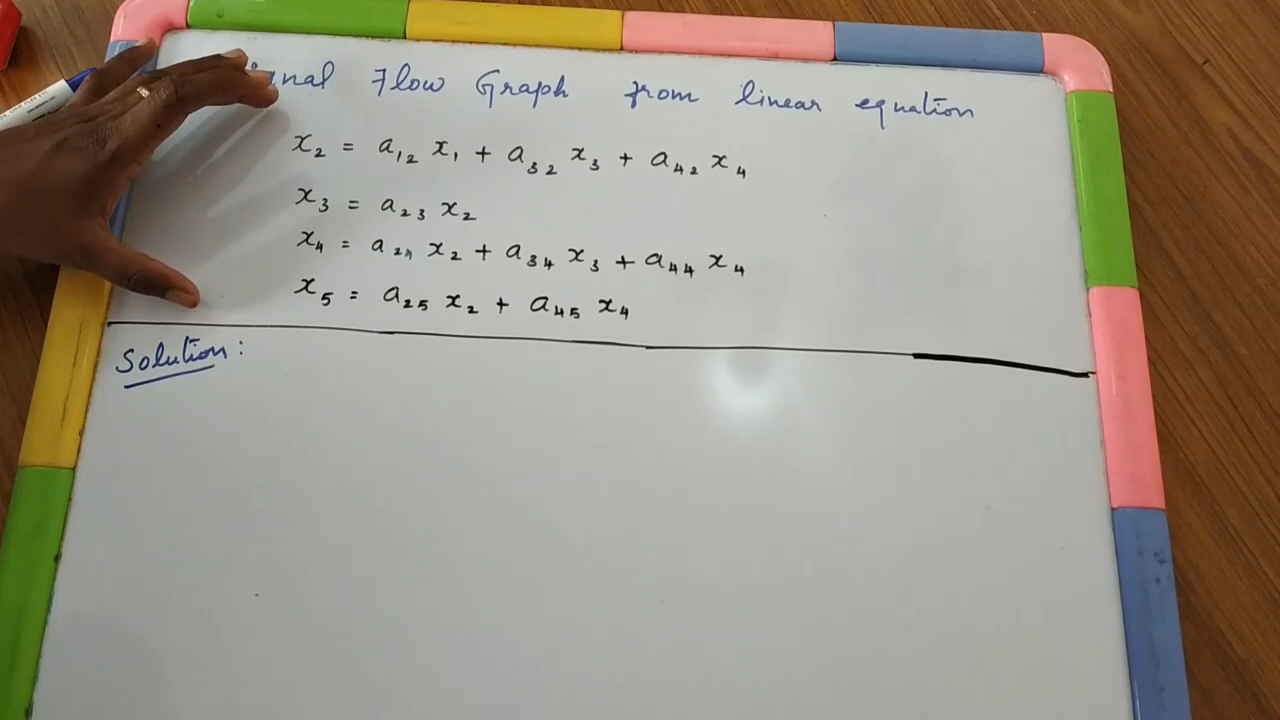 ignal Flow Graph from linear equation
x₂ = a₁₂ x₁ + a₃₂ x₃ + a₄₂ x₄
x₃ = a₂₃ x₂
x₄ = a₂₄ x₂ + a₃₄ x₃ + a₄₄ x₄
x₅ = a₂₅ x₂ + a₄₅ x₄
Solution: